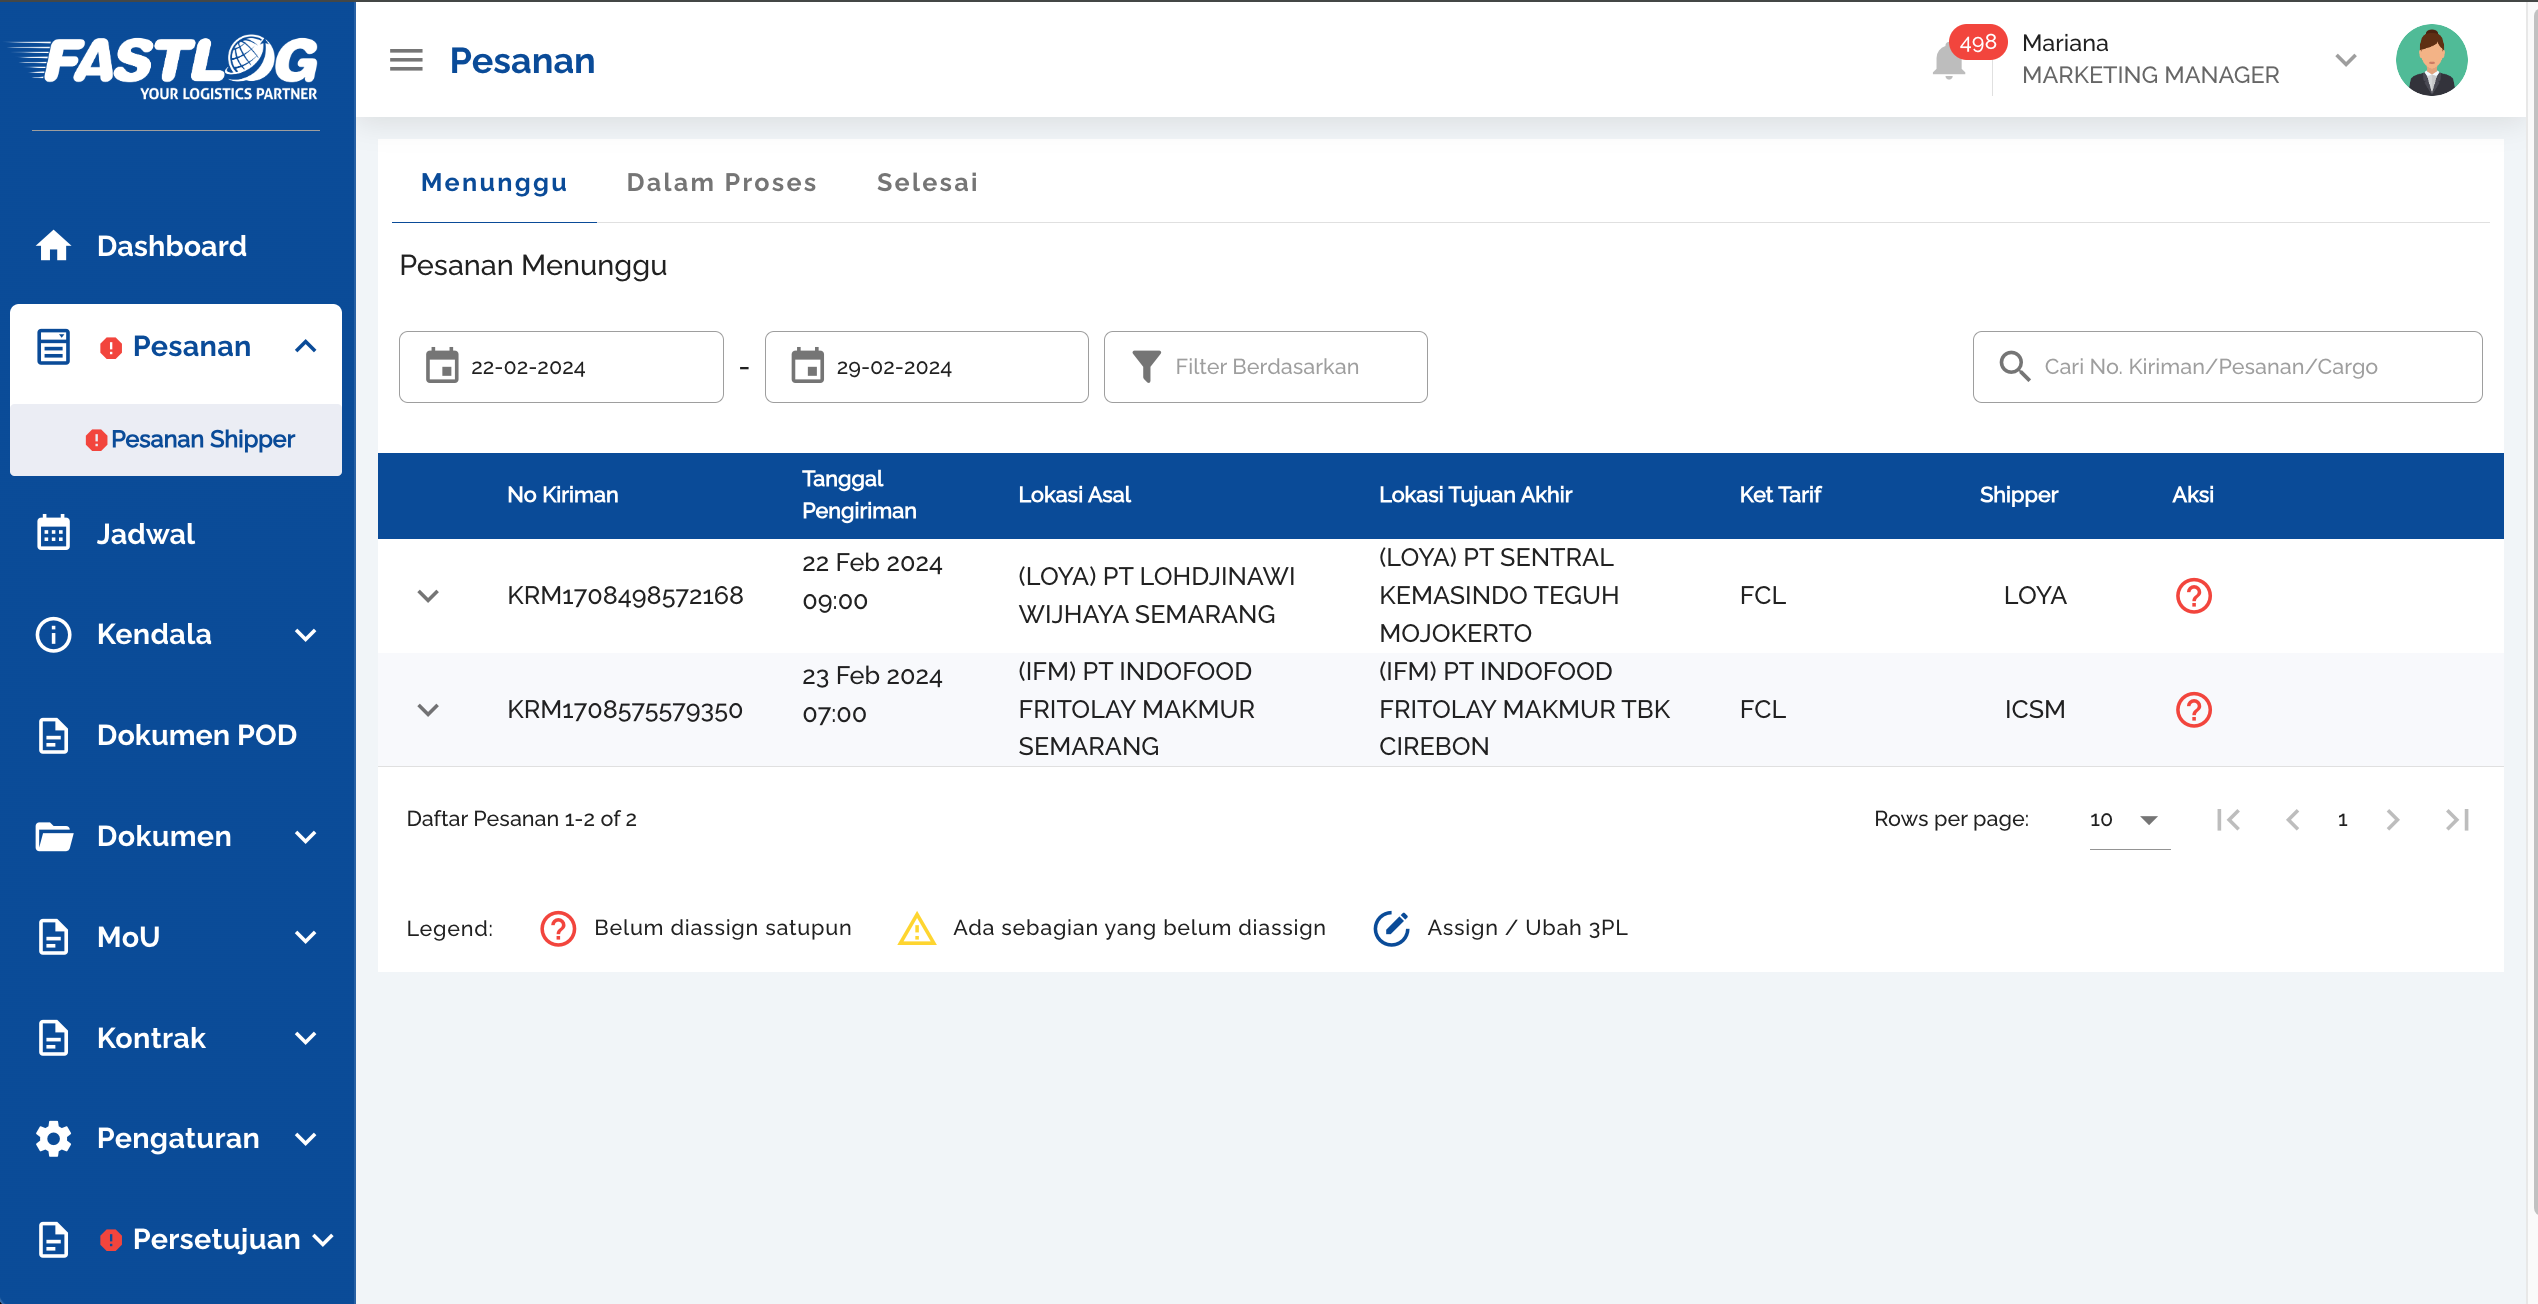 FASTLOG
YOUR LOGISTICS PARTNER
Dashboard
Pesanan
Pesanan Shipper
Jadwal
Kendala
Dokumen POD
Dokumen
MoU
Kontrak
Pengaturan
Persetujuan
Pesanan
498
Mariana
MARKETING MANAGER
Menunggu Dalam Proses Selesai
Pesanan Menunggu
22-02-2024 - 29-02-2024 Filter Berdasarkan Cari No. Kiriman/Pesanan/Cargo
No Kiriman
Tanggal
Pengiriman
Lokasi Asal
Lokasi Tujuan Akhir
Ket Tarif
Shipper
Aksi
KRM1708498572168
22 Feb 2024
09:00
(LOYA) PT LOHDJINAWI
WIJHAYA SEMARANG
(LOYA) PT SENTRAL
KEMASINDO TEGUH
MOJOKERTO
FCL
LOYA
KRM1708575579350
23 Feb 2024
07:00
(IFM) PT INDOFOOD
FRITOLAY MAKMUR
SEMARANG
(IFM) PT INDOFOOD
FRITOLAY MAKMUR TBK
CIREBON
FCL
ICSM
Daftar Pesanan 1-2 of 2
Rows per page: 10 1
Legend: Belum diassign satupun Ada sebagian yang belum diassign Assign / Ubah 3PL